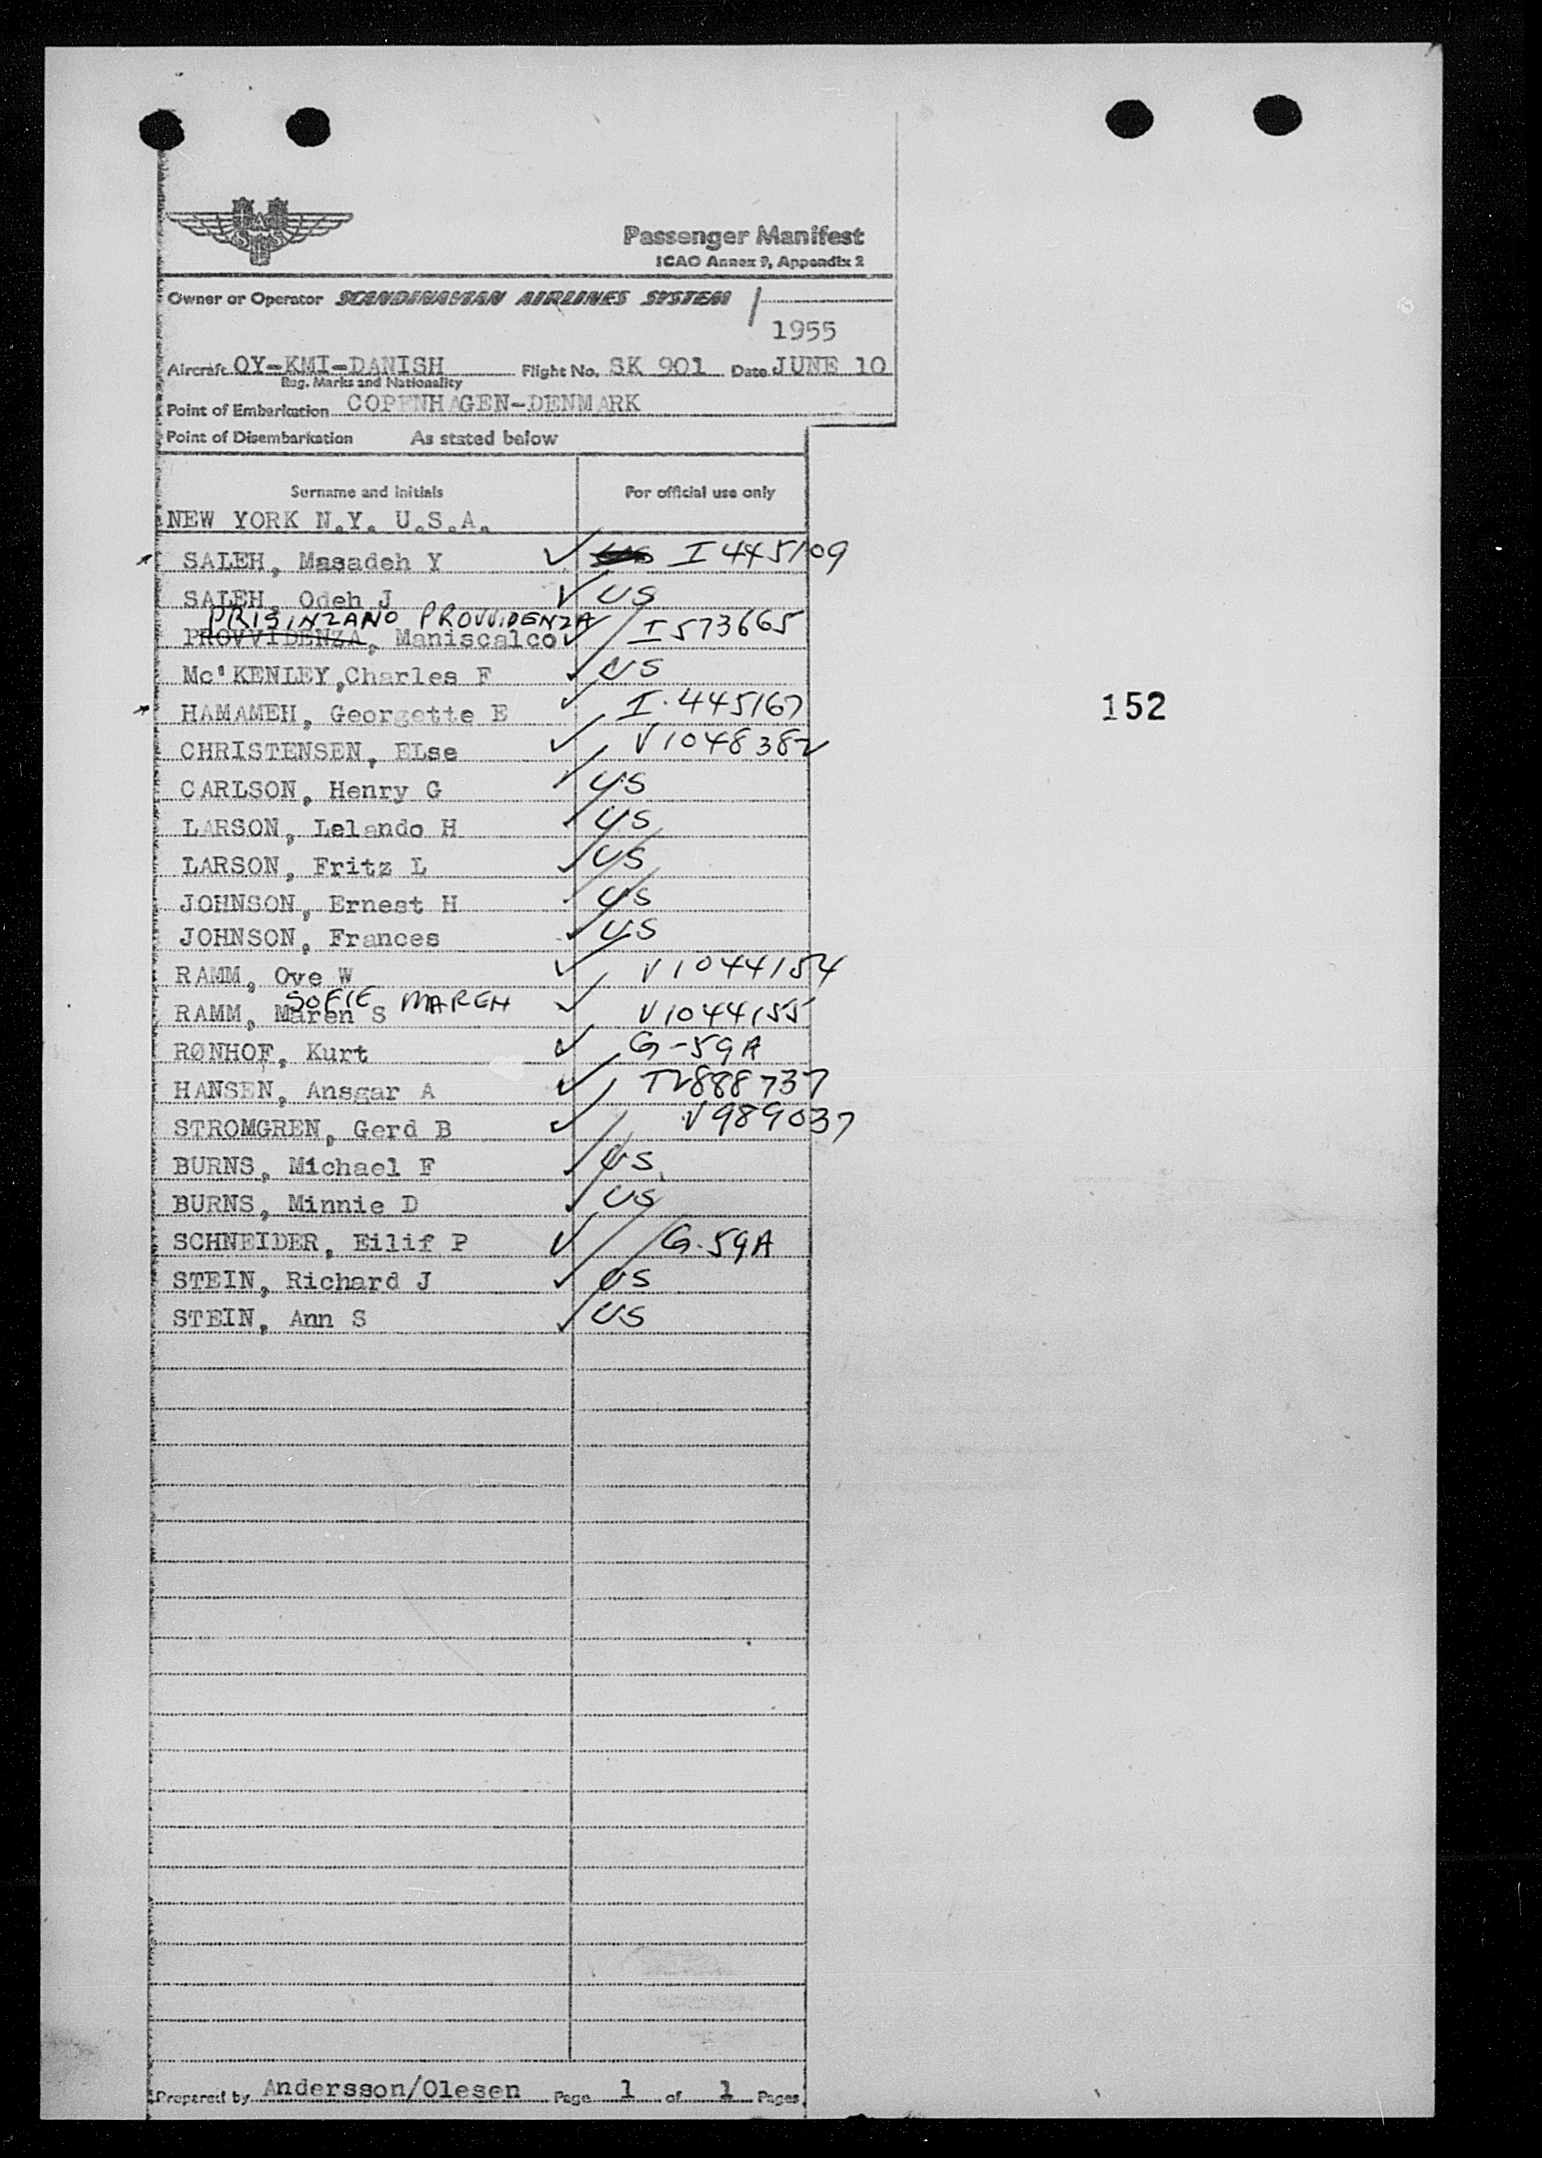 SAS
Passenger Manifest
ICAO Annex 9, Appendix 2
Owner or Operator SCANDINAVIAN AIRLINES SYSTEM /
1955
Aircraft OY-KMI-DANISH Flight No. SK 901 Date JUNE 10
Reg. Marks and Nationality
Point of Embarkation COPENHAGEN-DENMARK
Point of Disembarkation As stated below
Surname and initials For official use only
NEW YORK N.Y. U.S.A.
SALEH, Masadeh Y ✓ US I 445109
SALEH, Odeh J ✓ US
PRISINZANO PROVVIDENZA
PROVVIDENZA, Maniscalco ✓ I 573665
Mc'KENLEY, Charles F ✓ US
HAMAMEH, Georgette E ✓ I.445167
CHRISTENSEN, ELse ✓ V1048382
CARLSON, Henry G ✓ US
LARSON, Lelando H ✓ US
LARSON, Fritz L ✓ US
JOHNSON, Ernest H ✓ US
JOHNSON, Frances ✓ US
RAMM, Ove W ✓ V1044154
SOFIE MAREN
RAMM, Maren S ✓ V1044155
RØNHOF, Kurt ✓ G-59A
HANSEN, Ansgar A ✓ T2888737
STROMGREN, Gerd B ✓ V989037
BURNS, Michael F ✓ US
BURNS, Minnie D ✓ US
SCHNEIDER, Eilif P ✓ G.59A
STEIN, Richard J ✓ US
STEIN, Ann S ✓ US
152
Prepared by Andersson/Olesen Page 1 of 1 Pages